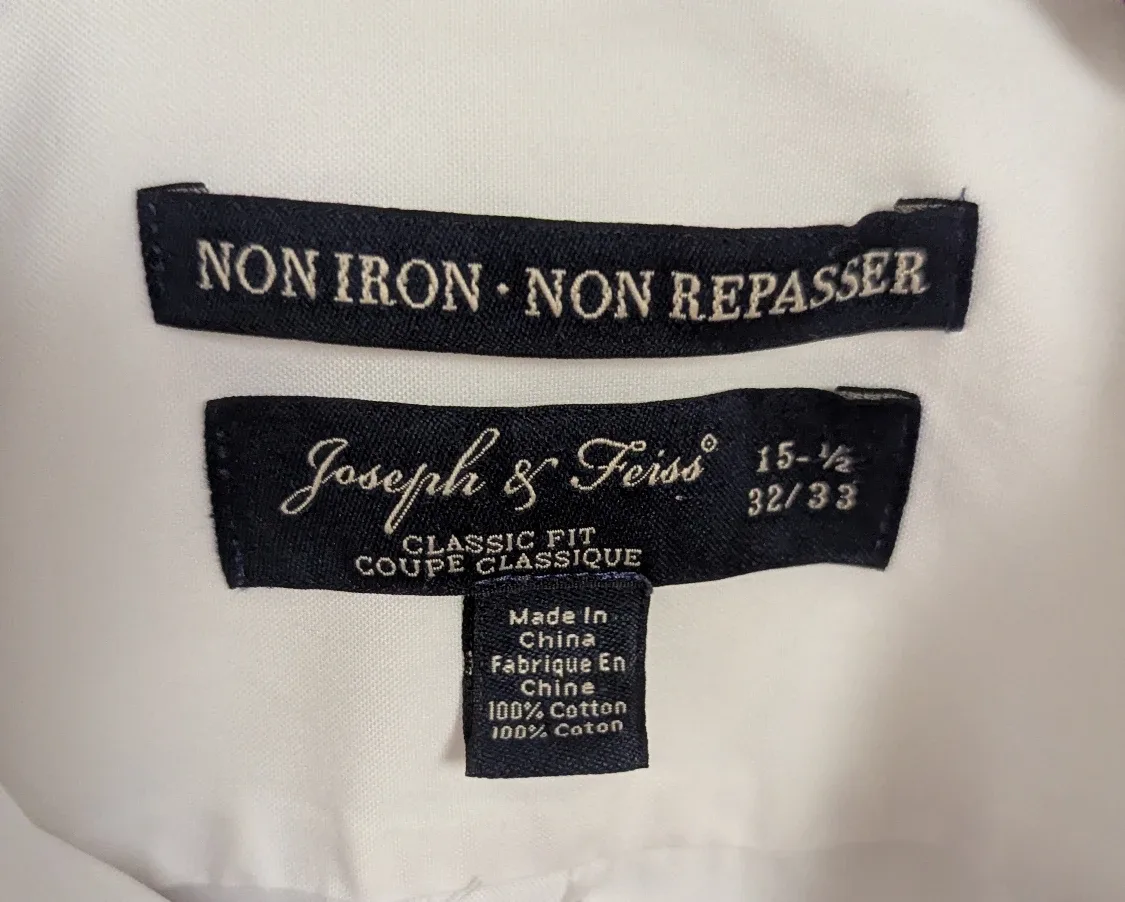 NON IRON · NON REPASSER
Joseph & Feiss®
15-½
32/33
CLASSIC FIT
COUPE CLASSIQUE
Made In
China
Fabrique En
Chine
100% Cotton
100% Coton